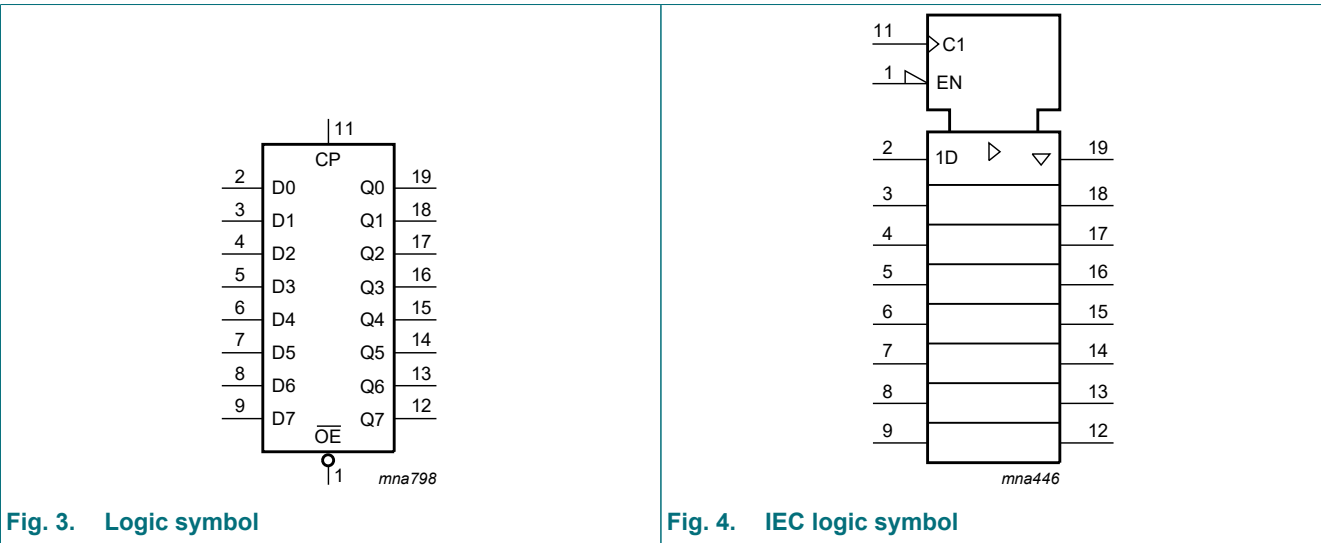 11
CP
2 D0 Q0 19
3 D1 Q1 18
4 D2 Q2 17
5 D3 Q3 16
6 D4 Q4 15
7 D5 Q5 14
8 D6 Q6 13
9 D7 Q7 12
O̅E̅
1 mna798
Fig. 3. Logic symbol
11 C1
1 EN
2 1D 19
3 18
4 17
5 16
6 15
7 14
8 13
9 12
mna446
Fig. 4. IEC logic symbol